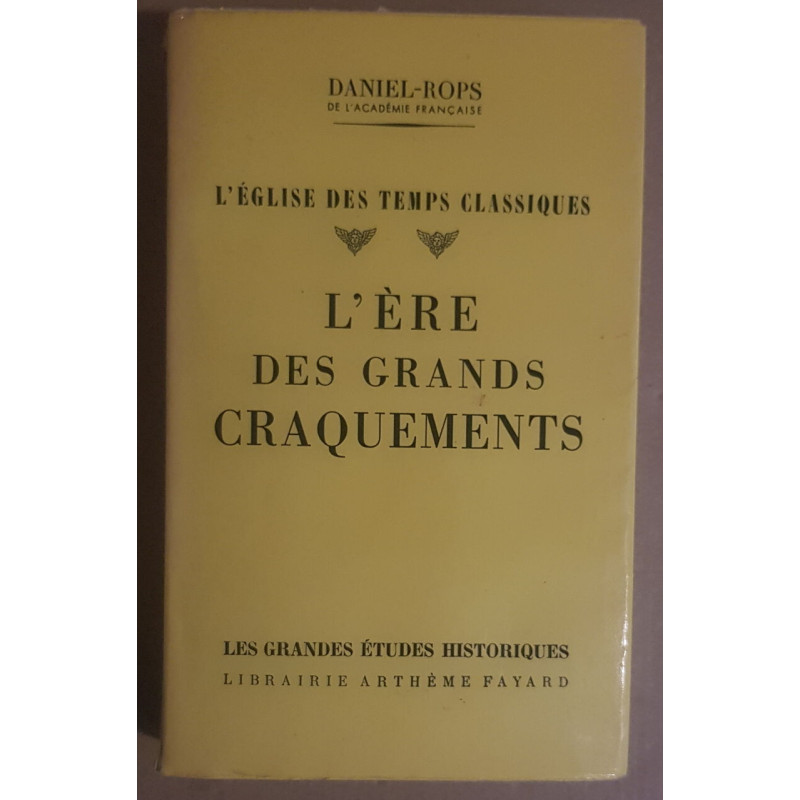 DANIEL-ROPS
DE L'ACADÉMIE FRANÇAISE
L'ÉGLISE DES TEMPS CLASSIQUES
L'ÈRE
DES GRANDS
CRAQUEMENTS
LES GRANDES ÉTUDES HISTORIQUES
LIBRAIRIE ARTHÈME FAYARD